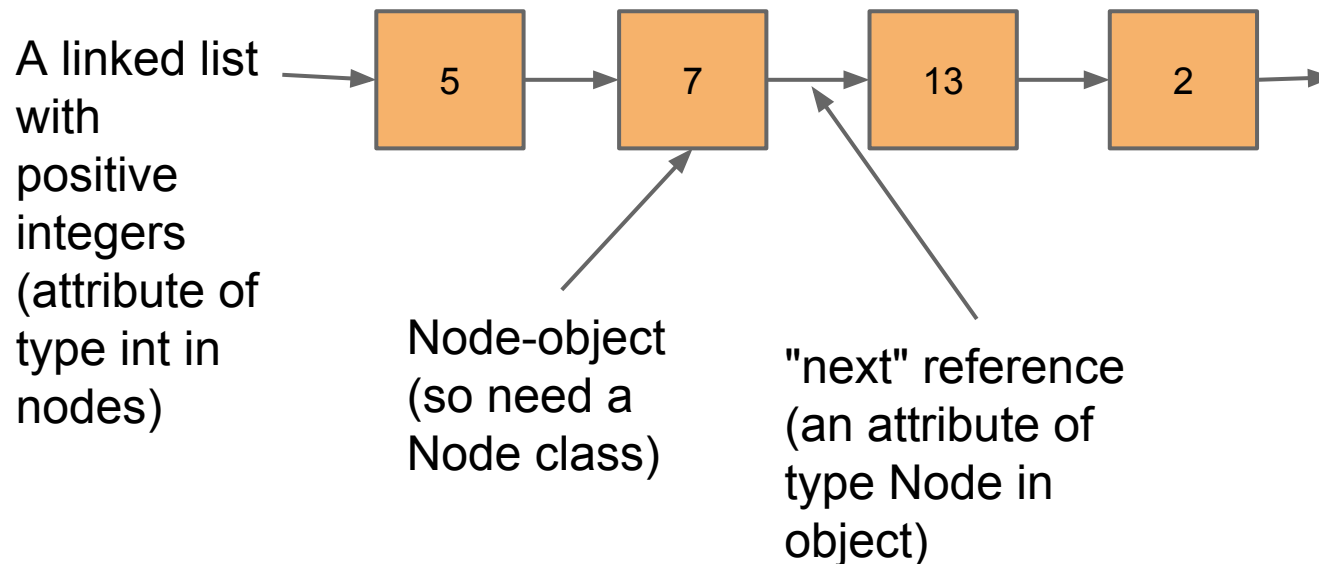 A linked list
with
positive
integers
(attribute of
type int in
nodes)
5
7
13
2
Node-object
(so need a
Node class)
"next" reference
(an attribute of
type Node in
object)